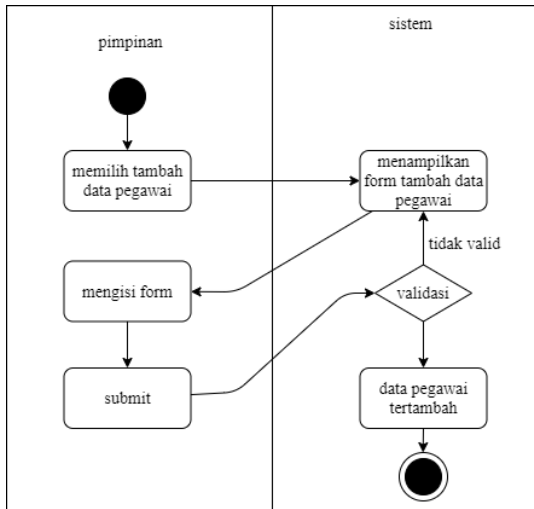 pimpinan
sistem
memilih tambah
data pegawai
menampilkan
form tambah data
pegawai
tidak valid
mengisi form
validasi
submit
data pegawai
tertambah